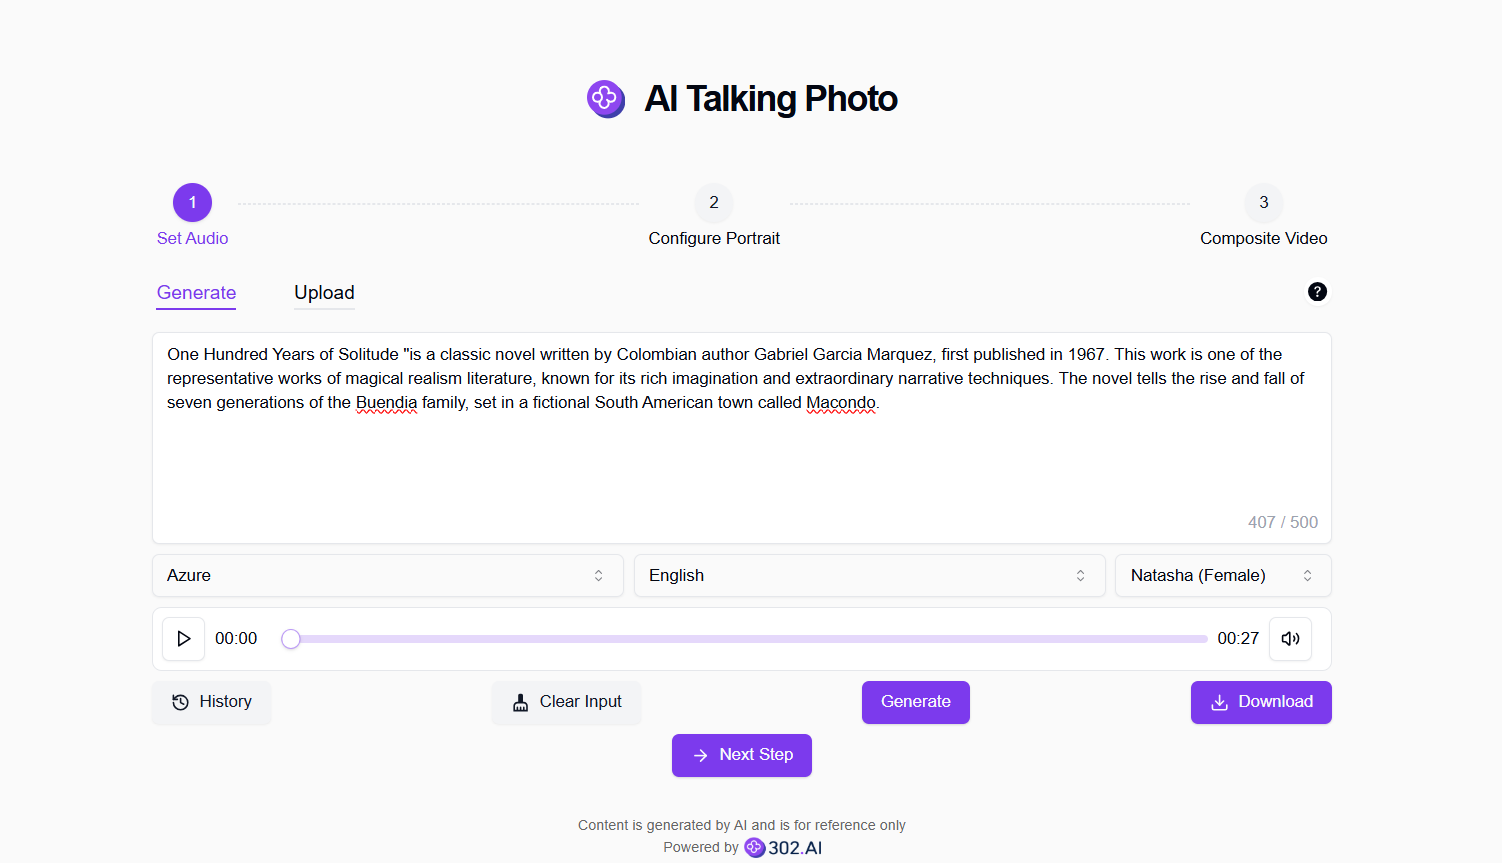 AI Talking Photo
1
2
3
Set Audio
Configure Portrait
Composite Video
Generate
Upload
?
One Hundred Years of Solitude "is a classic novel written by Colombian author Gabriel Garcia Marquez, first published in 1967. This work is one of the
representative works of magical realism literature, known for its rich imagination and extraordinary narrative techniques. The novel tells the rise and fall of
seven generations of the Buendia family, set in a fictional South American town called Macondo.
407 / 500
Azure
English
Natasha (Female)
00:00
00:27
History
Clear Input
Generate
Download
Next Step
Content is generated by AI and is for reference only
Powered by 302.AI